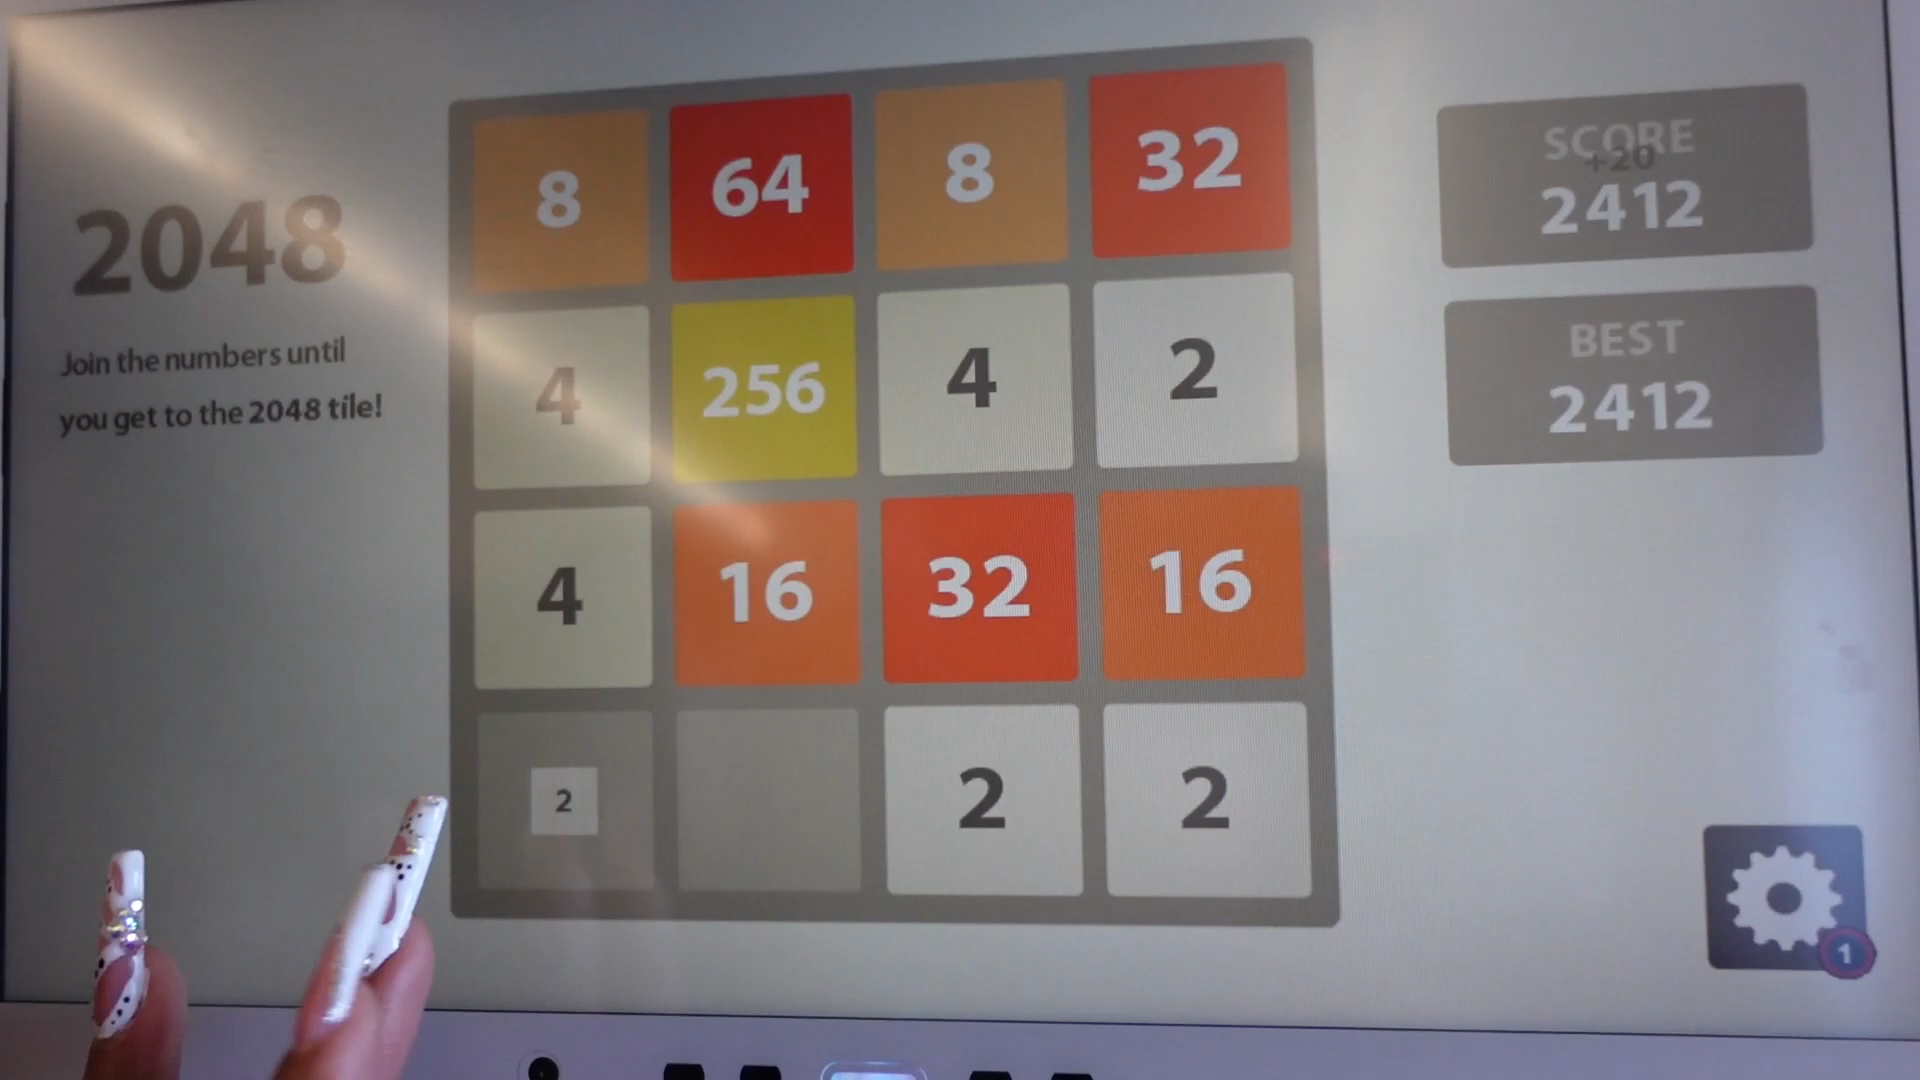 2048
Join the numbers until
you get to the 2048 tile!
8 64 8 32
4 256 4 2
4 16 32 16
2 2 2
SCORE
+20
2412
BEST
2412
1